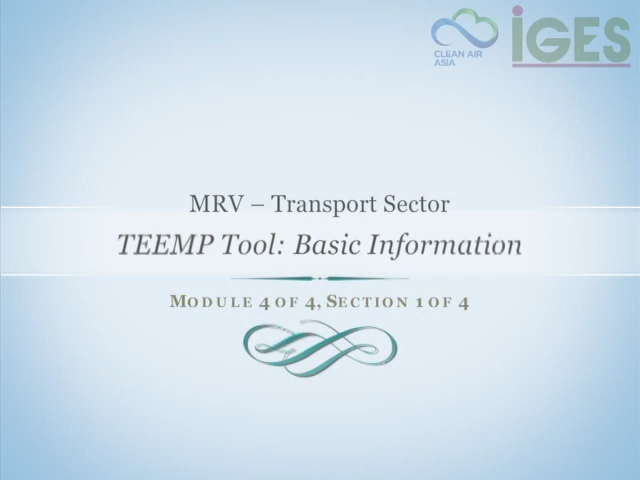 CLEAN AIR
ASIA
iGES
MRV – Transport Sector
TEEMP Tool: Basic Information
MODULE 4 OF 4, SECTION 1 OF 4